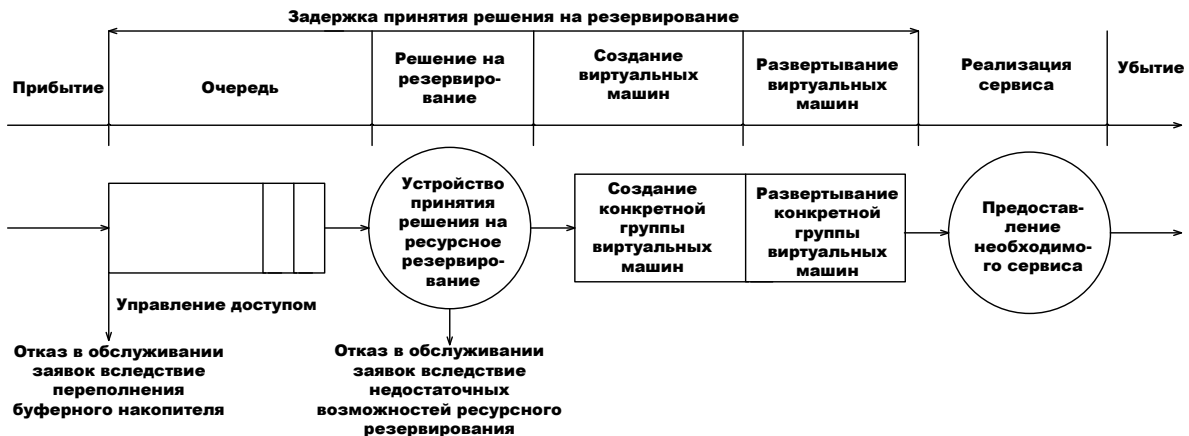 Задержка принятия решения на резервирование
Прибытие
Очередь
Решение на
резервиро-
вание
Создание
виртуальных
машин
Развертывание
виртуальных
машин
Реализация
сервиса
Убытие
Устройство
принятия
решения на
ресурсное
резервиро-
вание
Создание
конкретной
группы
виртуальных
машин
Развертывание
конкретной
группы
виртуальных
машин
Предостав-
ление
необходимо-
го сервиса
Управление доступом
Отказ в обслуживании
заявок вследствие
переполнения
буферного накопителя
Отказ в обслуживании
заявок вследствие
недостаточных
возможностей ресурсного
резервирования